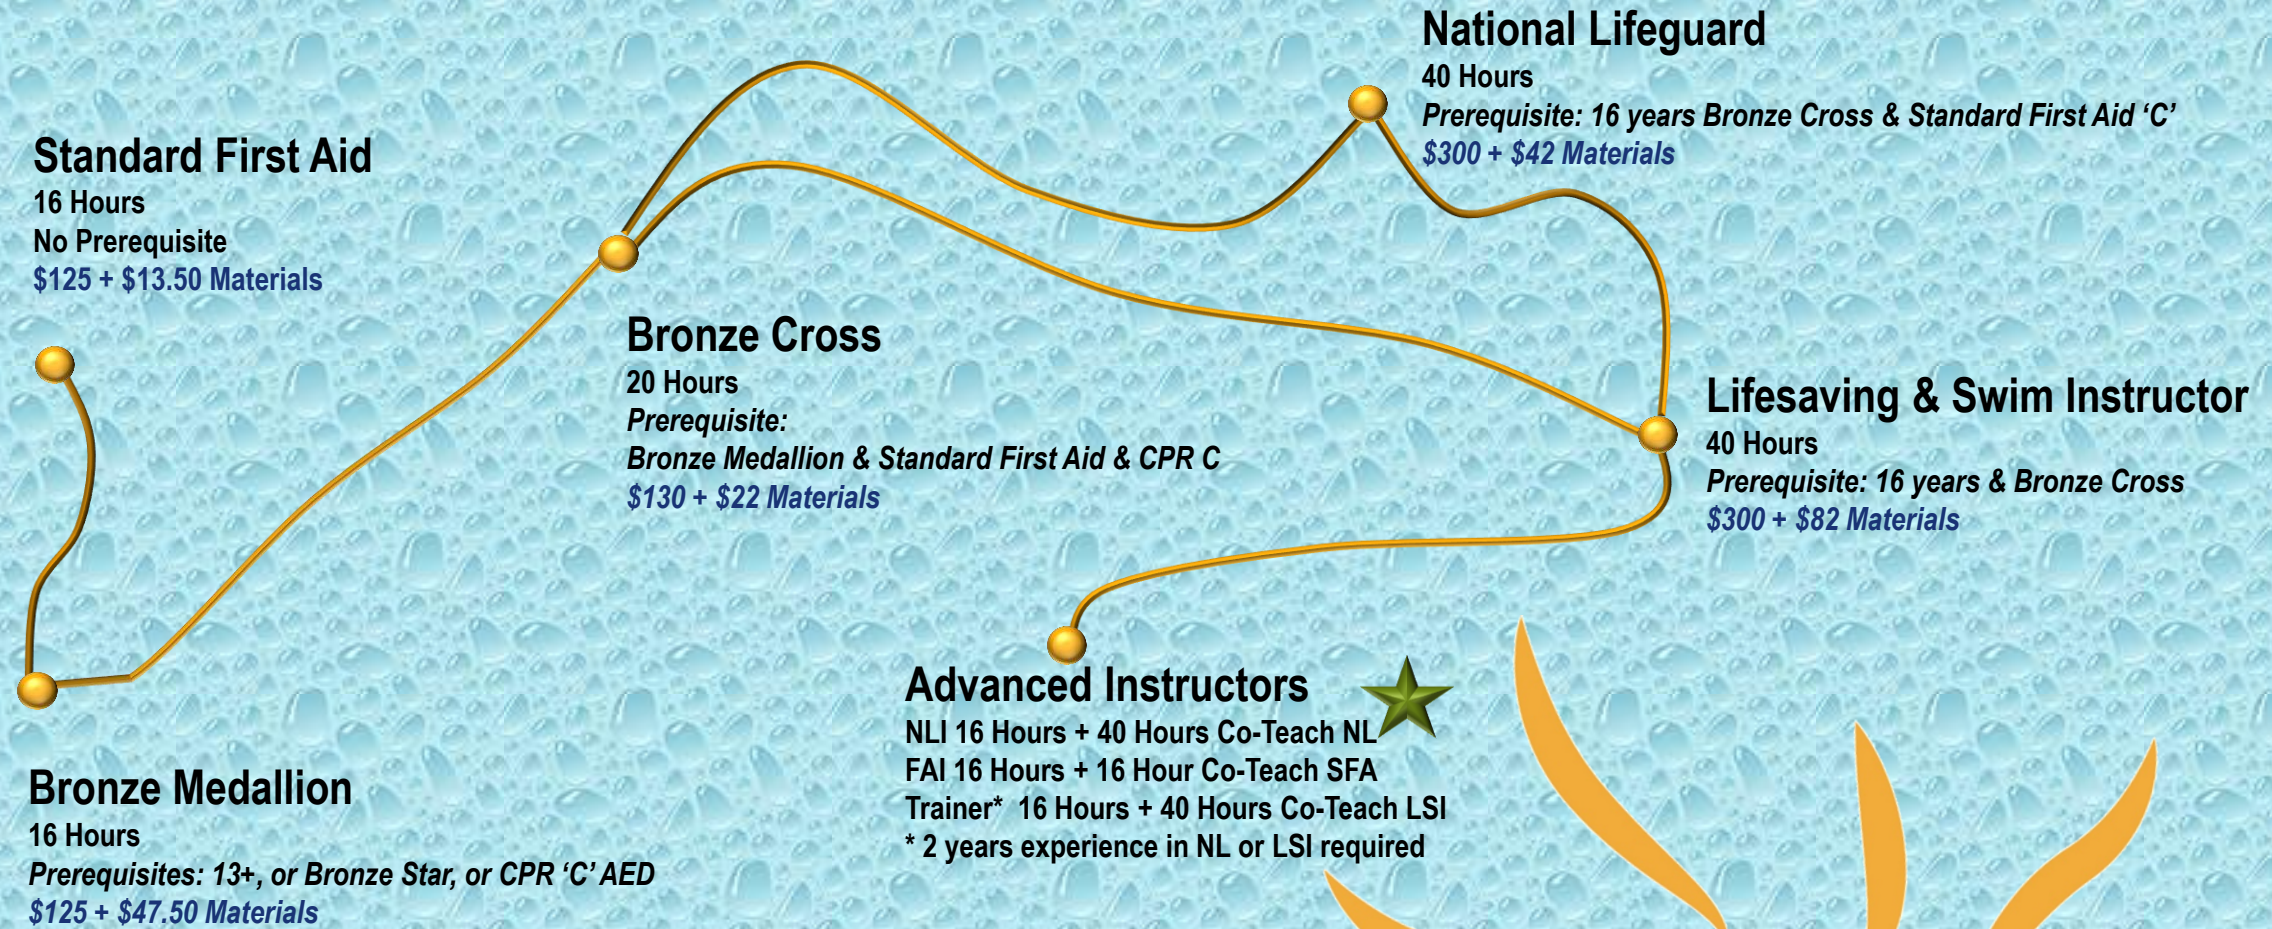 Standard First Aid
16 Hours
No Prerequisite
$125 + $13.50 Materials
Bronze Medallion
16 Hours
Prerequisites: 13+, or Bronze Star, or CPR ‘C’ AED
$125 + $47.50 Materials
Bronze Cross
20 Hours
Prerequisite:
Bronze Medallion & Standard First Aid & CPR C
$130 + $22 Materials
National Lifeguard
40 Hours
Prerequisite: 16 years Bronze Cross & Standard First Aid ‘C’
$300 + $42 Materials
Lifesaving & Swim Instructor
40 Hours
Prerequisite: 16 years & Bronze Cross
$300 + $82 Materials
Advanced Instructors
NLI 16 Hours + 40 Hours Co-Teach NL
FAI 16 Hours + 16 Hour Co-Teach SFA
Trainer* 16 Hours + 40 Hours Co-Teach LSI
* 2 years experience in NL or LSI required